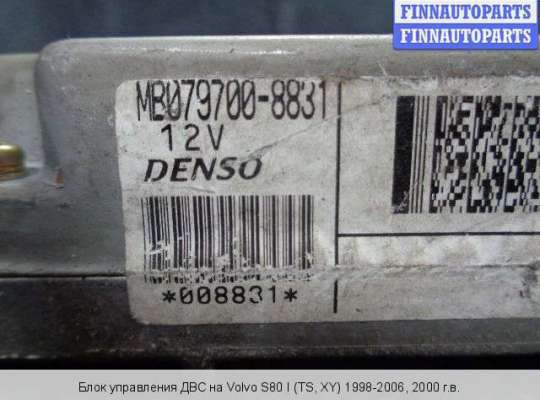 FINNAUTOPARTS
FINNAUTOPARTS
MB079700-8831
12V
DENSO
*008831*
Блок управления ДВС на Volvo S80 I (TS, XY) 1998-2006, 2000 г.в.